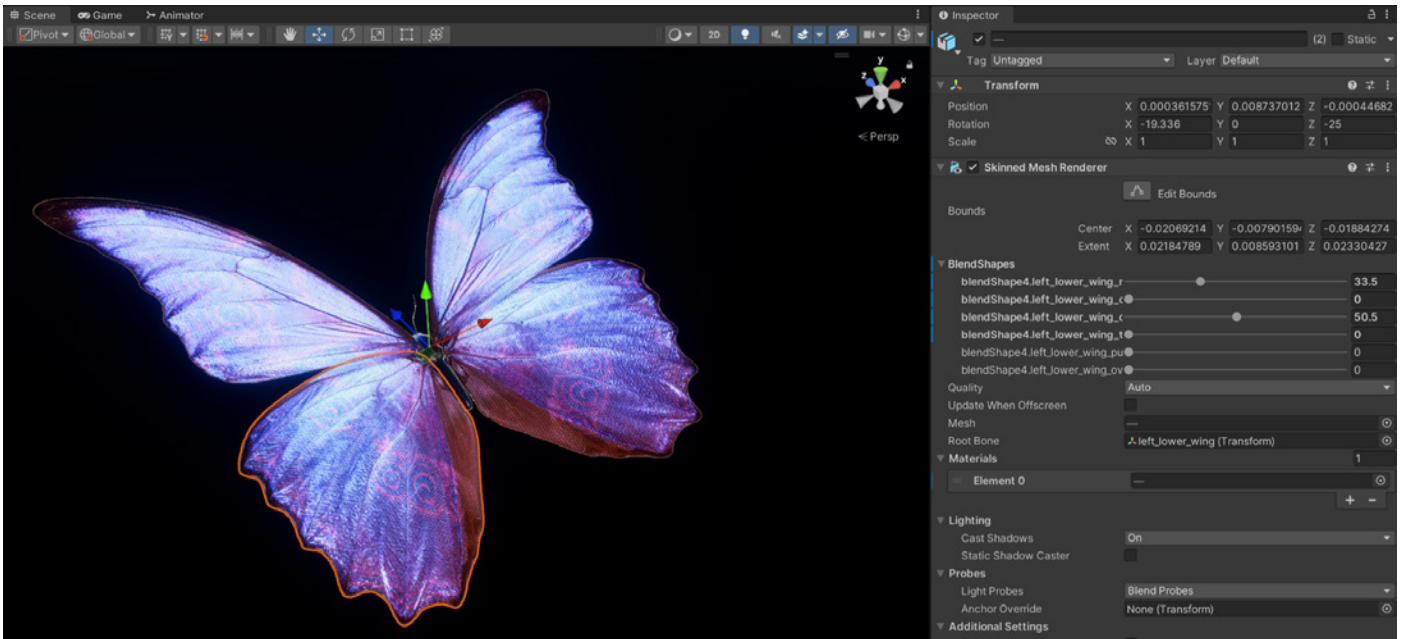 Scene Game Animator
Pivot Global 2D
y
z x
Persp
Inspector
— (2) Static
Tag Untagged Layer Default
Transform
Position X 0.000361575 Y 0.008737012 Z -0.00044682
Rotation X -19.336 Y 0 Z -25
Scale X 1 Y 1 Z 1
Skinned Mesh Renderer
Edit Bounds
Bounds
Center X -0.02069214 Y -0.00790159 Z -0.01884274
Extent X 0.02184789 Y 0.008593101 Z 0.02330427
BlendShapes
blendShape4.left_lower_wing_r 33.5
blendShape4.left_lower_wing_c 0
blendShape4.left_lower_wing_c 50.5
blendShape4.left_lower_wing_t 0
blendShape4.left_lower_wing_pu 0
blendShape4.left_lower_wing_ov 0
Quality Auto
Update When Offscreen
Mesh —
Root Bone left_lower_wing (Transform)
Materials 1
Element 0 —
+ −
Lighting
Cast Shadows On
Static Shadow Caster
Probes
Light Probes Blend Probes
Anchor Override None (Transform)
Additional Settings